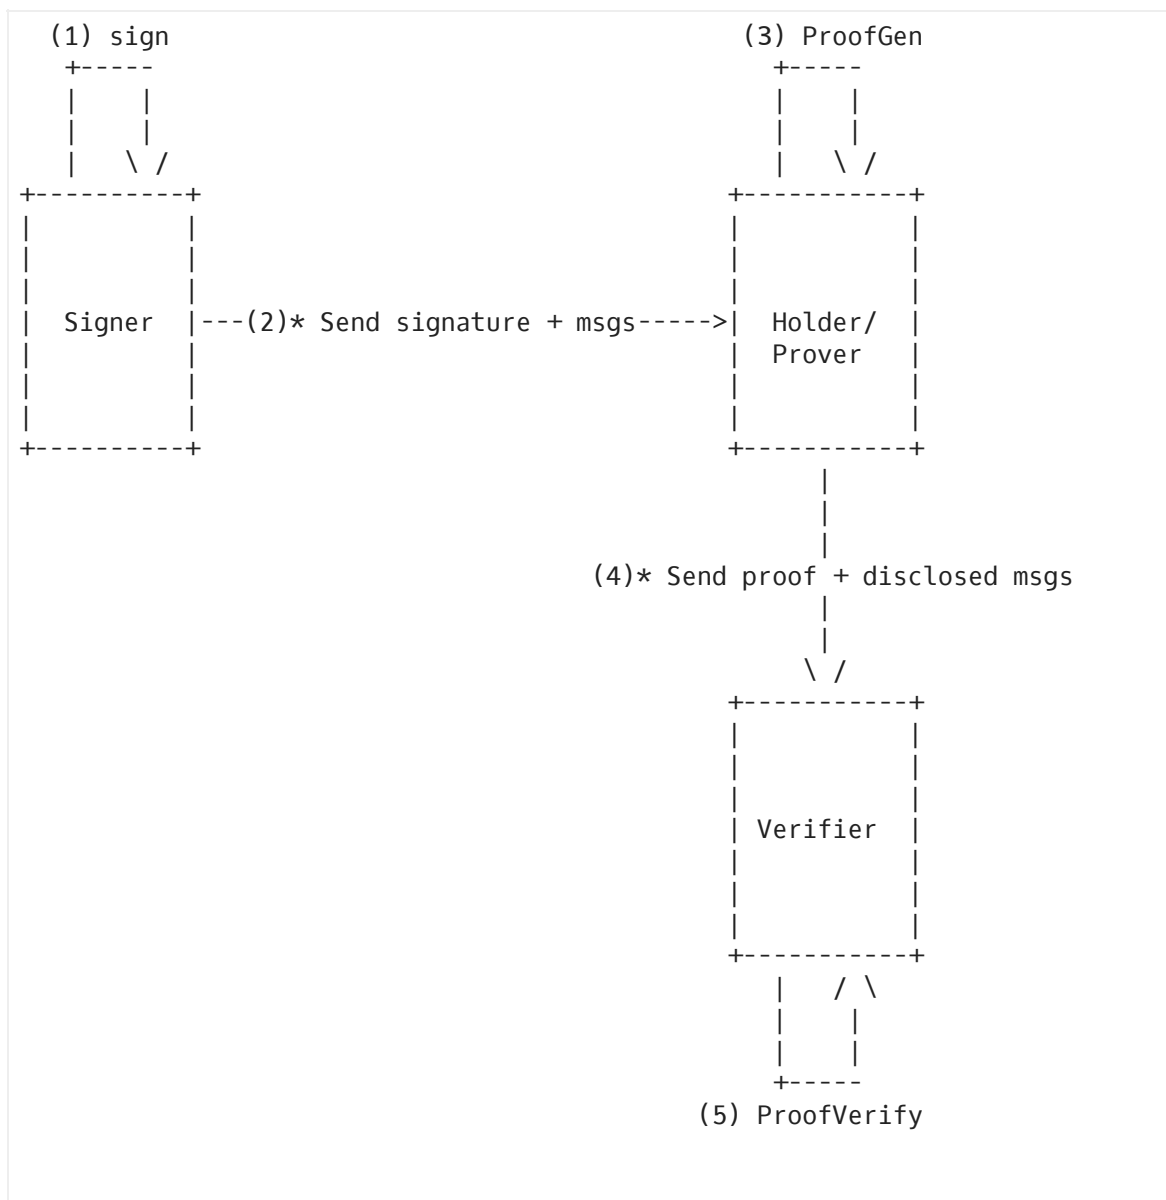 (1) sign (3) ProofGen
Signer ---(2)* Send signature + msgs-----> Holder/
Prover
(4)* Send proof + disclosed msgs
Verifier
(5) ProofVerify